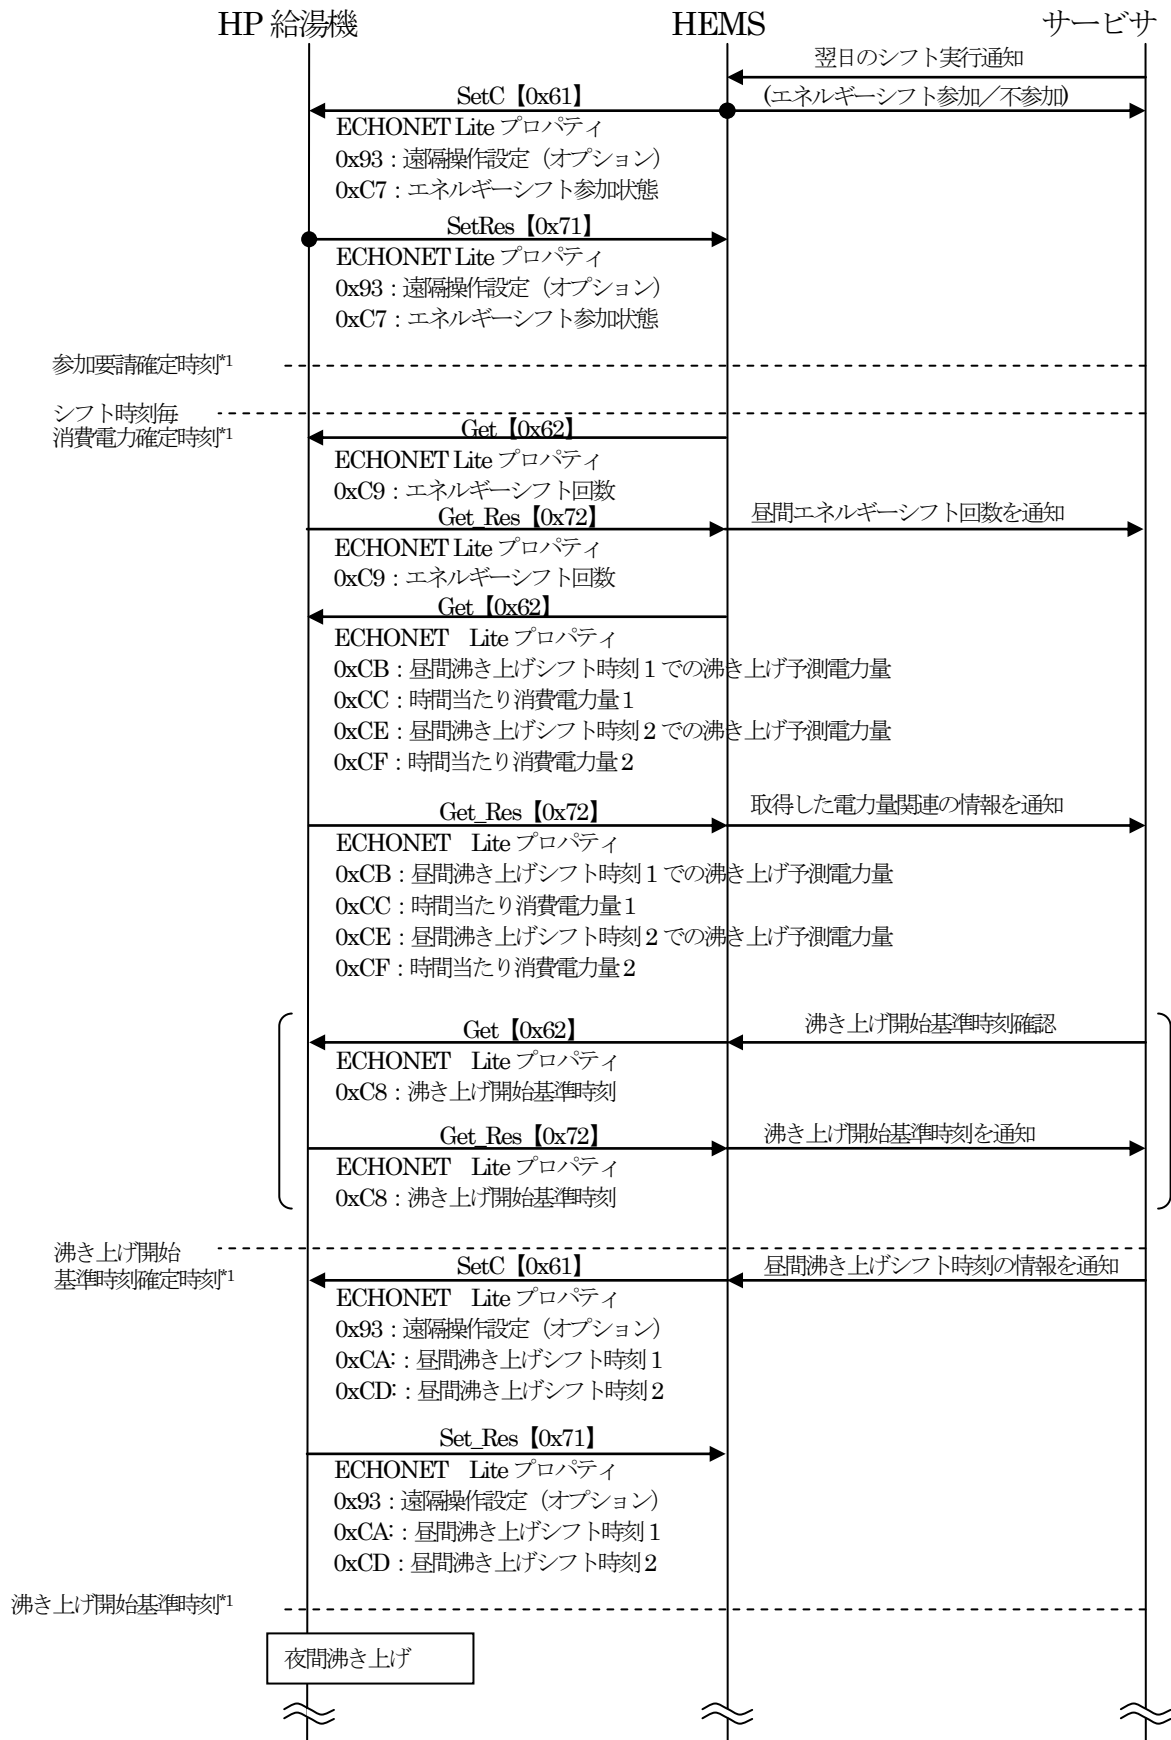 HP 給湯機
HEMS
サービサ
翌日のシフト実行通知
SetC【0x61】
(エネルギーシフト参加／不参加)
ECHONET Lite プロパティ
0x93：遠隔操作設定（オプション）
0xC7：エネルギーシフト参加状態
SetRes【0x71】
ECHONET Lite プロパティ
0x93：遠隔操作設定（オプション）
0xC7：エネルギーシフト参加状態
参加要請確定時刻*1
シフト時刻毎
消費電力確定時刻*1
Get【0x62】
ECHONET Lite プロパティ
0xC9：エネルギーシフト回数
Get_Res【0x72】
昼間エネルギーシフト回数を通知
ECHONET Lite プロパティ
0xC9：エネルギーシフト回数
Get【0x62】
ECHONET　Lite プロパティ
0xCB：昼間沸き上げシフト時刻 1 での沸き上げ予測電力量
0xCC：時間当たり消費電力量 1
0xCE：昼間沸き上げシフト時刻 2 での沸き上げ予測電力量
0xCF：時間当たり消費電力量 2
Get_Res【0x72】
取得した電力量関連の情報を通知
ECHONET　Lite プロパティ
0xCB：昼間沸き上げシフト時刻 1 での沸き上げ予測電力量
0xCC：時間当たり消費電力量 1
0xCE：昼間沸き上げシフト時刻 2 での沸き上げ予測電力量
0xCF：時間当たり消費電力量 2
Get【0x62】
沸き上げ開始基準時刻確認
ECHONET　Lite プロパティ
0xC8：沸き上げ開始基準時刻
Get_Res【0x72】
沸き上げ開始基準時刻を通知
ECHONET　Lite プロパティ
0xC8：沸き上げ開始基準時刻
沸き上げ開始
基準時刻確定時刻*1
SetC【0x61】
昼間沸き上げシフト時刻の情報を通知
ECHONET　Lite プロパティ
0x93：遠隔操作設定（オプション）
0xCA:：昼間沸き上げシフト時刻 1
0xCD:：昼間沸き上げシフト時刻 2
Set_Res【0x71】
ECHONET　Lite プロパティ
0x93：遠隔操作設定（オプション）
0xCA:：昼間沸き上げシフト時刻 1
0xCD：昼間沸き上げシフト時刻 2
沸き上げ開始基準時刻*1
夜間沸き上げ